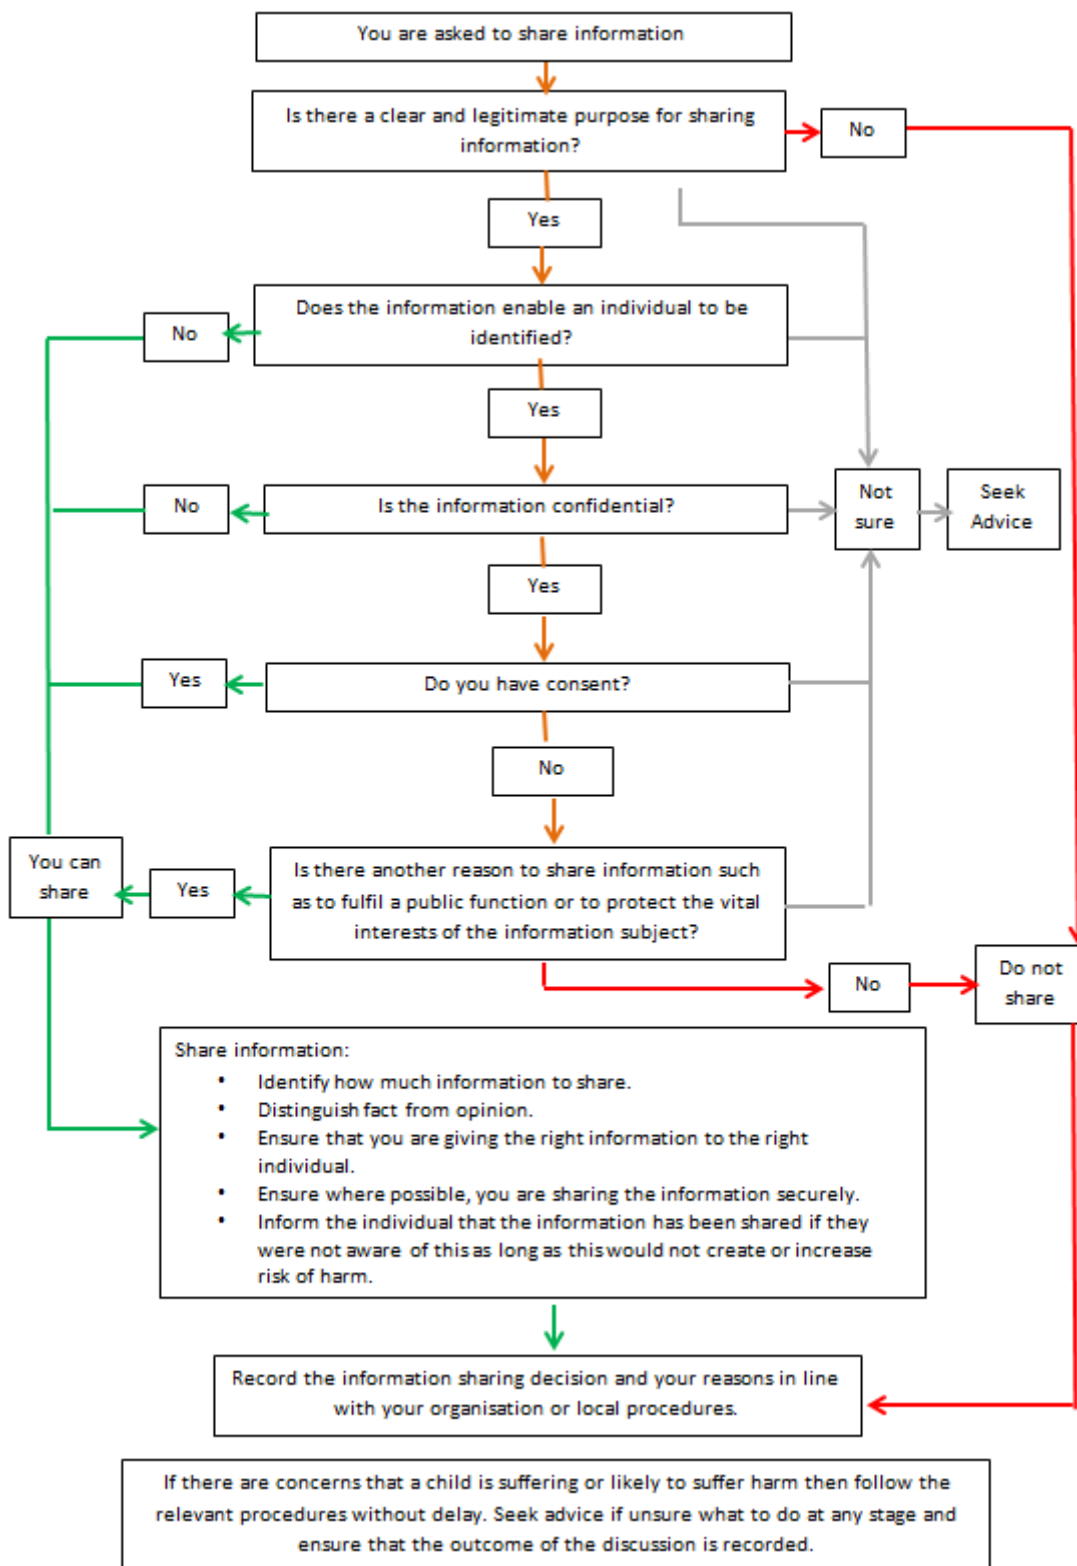 You are asked to share information
Is there a clear and legitimate purpose for sharing
information?
No
Yes
Does the information enable an individual to be
identified?
No
Yes
Is the information confidential?
No
Not
sure
Seek
Advice
Yes
Do you have consent?
Yes
No
Is there another reason to share information such
as to fulfil a public function or to protect the vital
interests of the information subject?
Yes
You can
share
No
Do not
share
Share information:
• Identify how much information to share.
• Distinguish fact from opinion.
• Ensure that you are giving the right information to the right
individual.
• Ensure where possible, you are sharing the information securely.
• Inform the individual that the information has been shared if they
were not aware of this as long as this would not create or increase
risk of harm.
Record the information sharing decision and your reasons in line
with your organisation or local procedures.
If there are concerns that a child is suffering or likely to suffer harm then follow the
relevant procedures without delay. Seek advice if unsure what to do at any stage and
ensure that the outcome of the discussion is recorded.